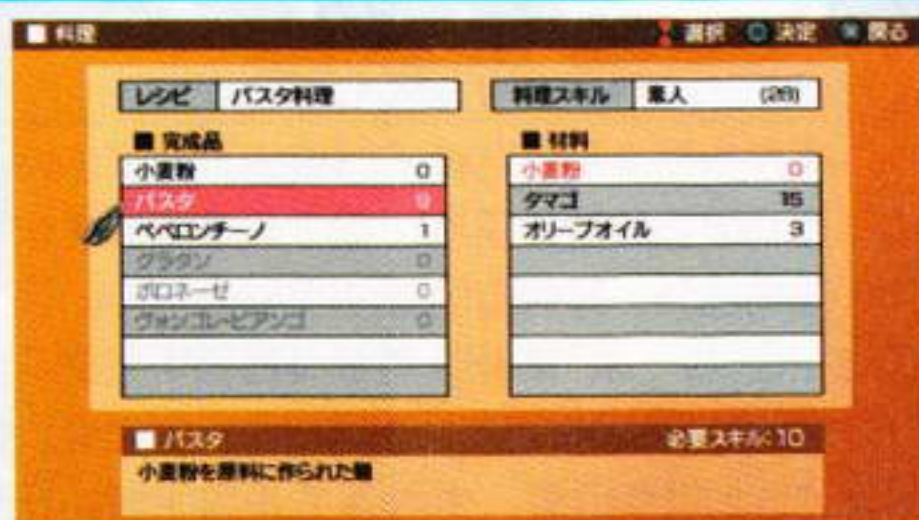 ■ 料理 選択 決定 戻る
レシピ パスタ料理 料理スキル 素人 (28)
■ 完成品
小麦粉 0
パスタ 9
ペペロンチーノ 1
グラタン 0
ボロネーゼ 0
ヴォンゴレ・ビアンコ 0
■ 材料
小麦粉 0
タマゴ 15
オリーブオイル 3
■ パスタ 必要スキル:10
小麦粉を原料に作られた麺